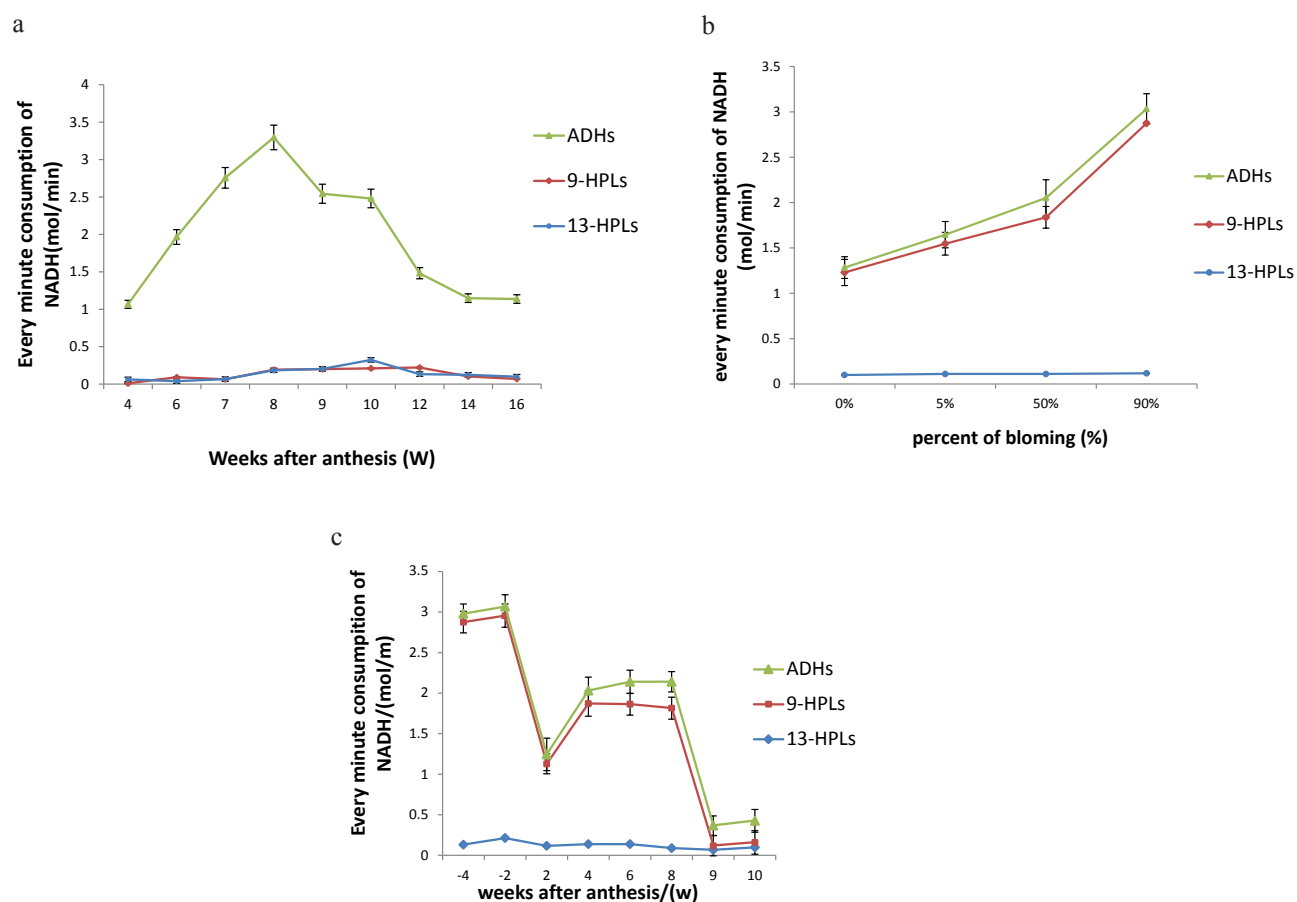 a
Every minute consumption of
NADH(mol/min)
4
3.5
3
2.5
2
1.5
1
0.5
0
4 6 7 8 9 10 12 14 16
Weeks after anthesis (W)
ADHs
9-HPLs
13-HPLs
b
every minute consumption of NADH
(mol/min)
3.5
3
2.5
2
1.5
1
0.5
0
0% 5% 50% 90%
percent of bloming (%)
ADHs
9-HPLs
13-HPLs
c
Every minute consumpition of
NADH/(mol/m)
3.5
3
2.5
2
1.5
1
0.5
0
-4 -2 2 4 6 8 9 10
weeks after anthesis/(w)
ADHs
9-HPLs
13-HPLs